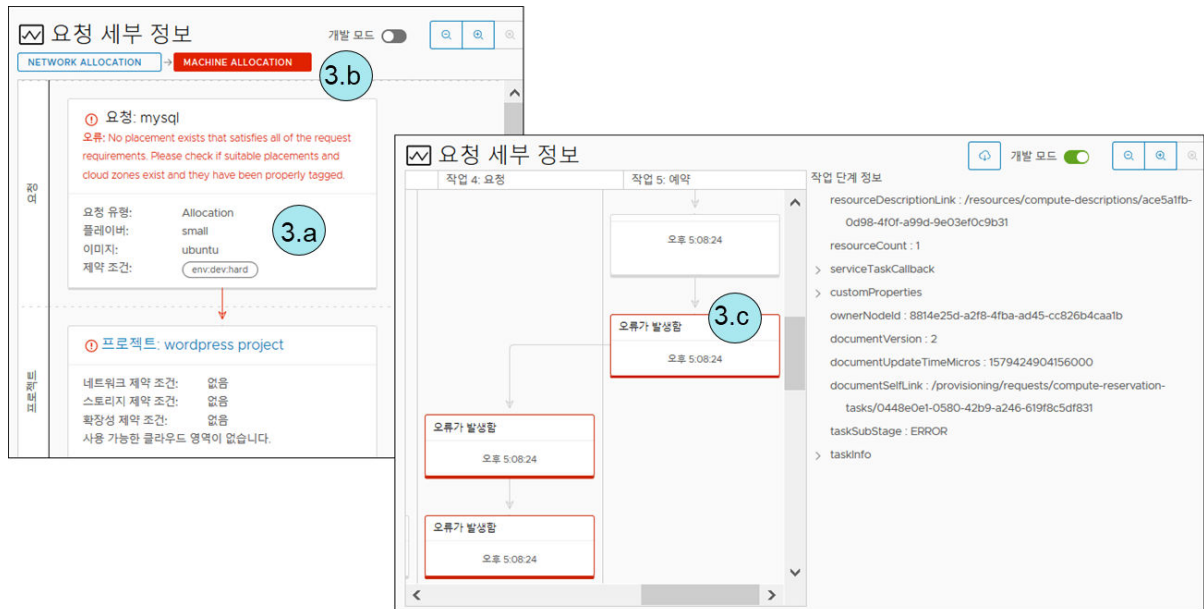 요청 세부 정보
개발 모드
NETWORK ALLOCATION
MACHINE ALLOCATION
3.b
요청
요청: mysql
오류: No placement exists that satisfies all of the request
requirements. Please check if suitable placements and
cloud zones exist and they have been properly tagged.
요청 유형: Allocation
플레이버: small
이미지: ubuntu
제약 조건: env:dev:hard
3.a
프로젝트
프로젝트: wordpress project
네트워크 제약 조건: 없음
스토리지 제약 조건: 없음
확장성 제약 조건: 없음
사용 가능한 클라우드 영역이 없습니다.
요청 세부 정보
개발 모드
작업 4: 요청
작업 5: 예약
오후 5:08:24
오류가 발생함
3.c
오후 5:08:24
오류가 발생함
오후 5:08:24
오류가 발생함
오후 5:08:24
작업 단계 정보
resourceDescriptionLink : /resources/compute-descriptions/ace5a1fb-
0d98-4f0f-a99d-9e03ef0c9b31
resourceCount : 1
serviceTaskCallback
customProperties
ownerNodeId : 8814e25d-a2f8-4fba-ad45-cc826b4caa1b
documentVersion : 2
documentUpdateTimeMicros : 1579424904156000
documentSelfLink : /provisioning/requests/compute-reservation-
tasks/0448e0e1-0580-42b9-a246-619f8c5df831
taskSubStage : ERROR
taskInfo